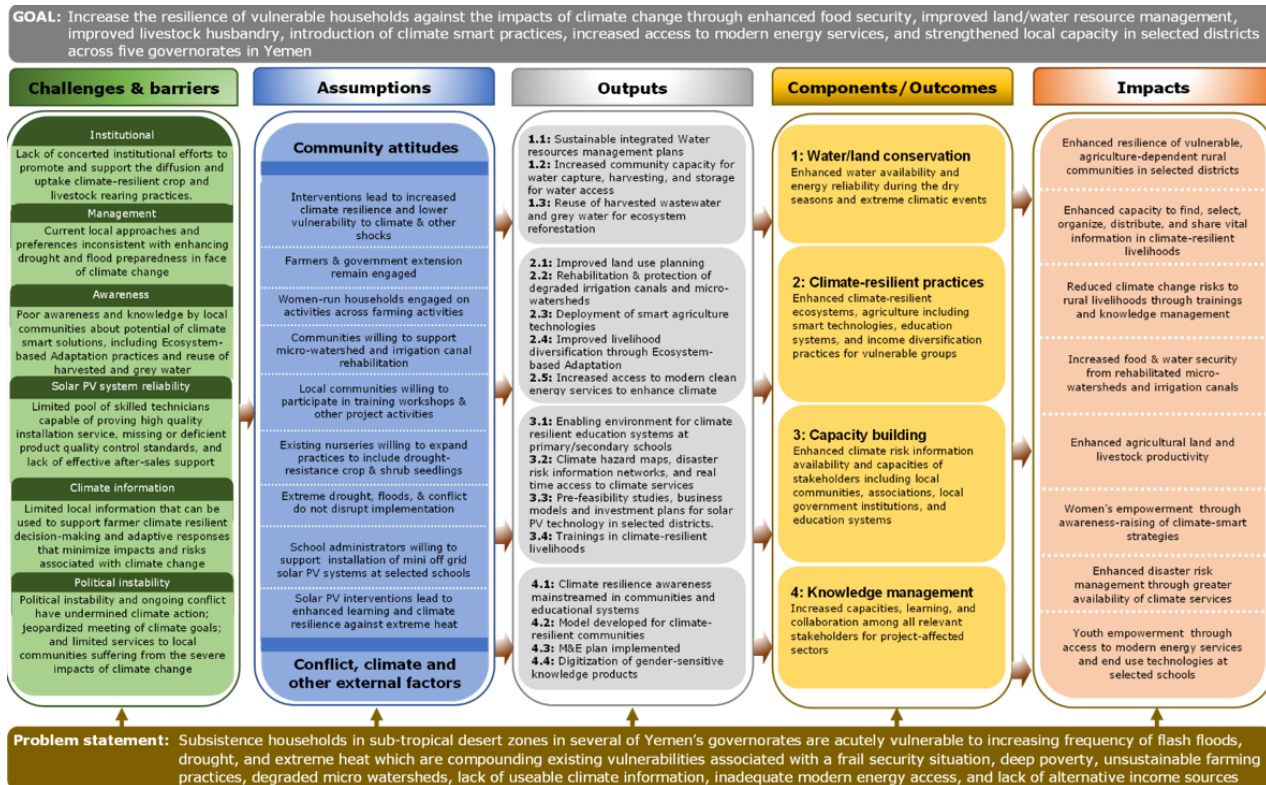 GOAL: Increase the resilience of vulnerable households against the impacts of climate change through enhanced food security, improved land/water resource management,
improved livestock husbandry, introduction of climate smart practices, increased access to modern energy services, and strengthened local capacity in selected districts
across five governorates in Yemen
Challenges & barriers
Institutional
Lack of concerted institutional efforts to
promote and support the diffusion and
uptake climate-resilient crop and
livestock rearing practices.
Management
Current local approaches and
preferences inconsistent with enhancing
drought and flood preparedness in face
of climate change
Awareness
Poor awareness and knowledge by local
communities about potential of climate
smart solutions, including Ecosystem-
based Adaptation practices and reuse of
harvested and grey water
Solar PV system reliability
Limited pool of skilled technicians
capable of proving high quality
installation service, missing or deficient
product quality control standards, and
lack of effective after-sales support
Climate information
Limited local information that can be
used to support farmer climate resilient
decision-making and adaptive responses
that minimize impacts and risks
associated with climate change
Political instability
Political instability and ongoing conflict
have undermined climate action;
jeopardized meeting of climate goals;
and limited services to local
communities suffering from the severe
impacts of climate change
Assumptions
Community attitudes
Interventions lead to increased
climate resilience and lower
vulnerability to climate & other
shocks
Farmers & government extension
remain engaged
Women-run households engaged on
activities across farming activities
Communities willing to support
micro-watershed and irrigation canal
rehabilitation
Local communities willing to
participate in training workshops &
other project activities
Existing nurseries willing to expand
practices to include drought-
resistance crop & shrub seedlings
Extreme drought, floods, & conflict
do not disrupt implementation
School administrators willing to
support installation of mini off grid
solar PV systems at selected schools
Solar PV interventions lead to
enhanced learning and climate
resilience against extreme heat
Conflict, climate and
other external factors
Outputs
1.1: Sustainable integrated Water
resources management plans
1.2: Increased community capacity for
water capture, harvesting, and storage
for water access
1.3: Reuse of harvested wastewater
and grey water for ecosystem
reforestation
2.1: Improved land use planning
2.2: Rehabilitation & protection of
degraded irrigation canals and micro-
watersheds
2.3: Deployment of smart agriculture
technologies
2.4: Improved livelihood
diversification through Ecosystem-
based Adaptation
2.5: Increased access to modern clean
energy services to enhance climate
3.1: Enabling environment for climate
resilient education systems at
primary/secondary schools
3.2: Climate hazard maps, disaster
risk information networks, and real
time access to climate services
3.3: Pre-feasibility studies, business
models and investment plans for solar
PV technology in selected districts.
3.4: Trainings in climate-resilient
livelihoods
4.1: Climate resilience awareness
mainstreamed in communities and
educational systems
4.2: Model developed for climate-
resilient communities
4.3: M&E plan implemented
4.4: Digitization of gender-sensitive
knowledge products
Components/Outcomes
1: Water/land conservation
Enhanced water availability and
energy reliability during the dry
seasons and extreme climatic events
2: Climate-resilient practices
Enhanced climate-resilient
ecosystems, agriculture including
smart technologies, education
systems, and income diversification
practices for vulnerable groups
3: Capacity building
Enhanced climate risk information
availability and capacities of
stakeholders including local
communities, associations, local
government institutions, and
education systems
4: Knowledge management
Increased capacities, learning, and
collaboration among all relevant
stakeholders for project-affected
sectors
Impacts
Enhanced resilience of vulnerable,
agriculture-dependent rural
communities in selected districts
Enhanced capacity to find, select,
organize, distribute, and share vital
information in climate-resilient
livelihoods
Reduced climate change risks to
rural livelihoods through trainings
and knowledge management
Increased food & water security
from rehabilitated micro-
watersheds and irrigation canals
Enhanced agricultural land and
livestock productivity
Women's empowerment through
awareness-raising of climate-smart
strategies
Enhanced disaster risk
management through greater
availability of climate services
Youth empowerment through
access to modern energy services
and end use technologies at
selected schools
Problem statement: Subsistence households in sub-tropical desert zones in several of Yemen's governorates are acutely vulnerable to increasing frequency of flash floods,
drought, and extreme heat which are compounding existing vulnerabilities associated with a frail security situation, deep poverty, unsustainable farming
practices, degraded micro watersheds, lack of useable climate information, inadequate modern energy access, and lack of alternative income sources